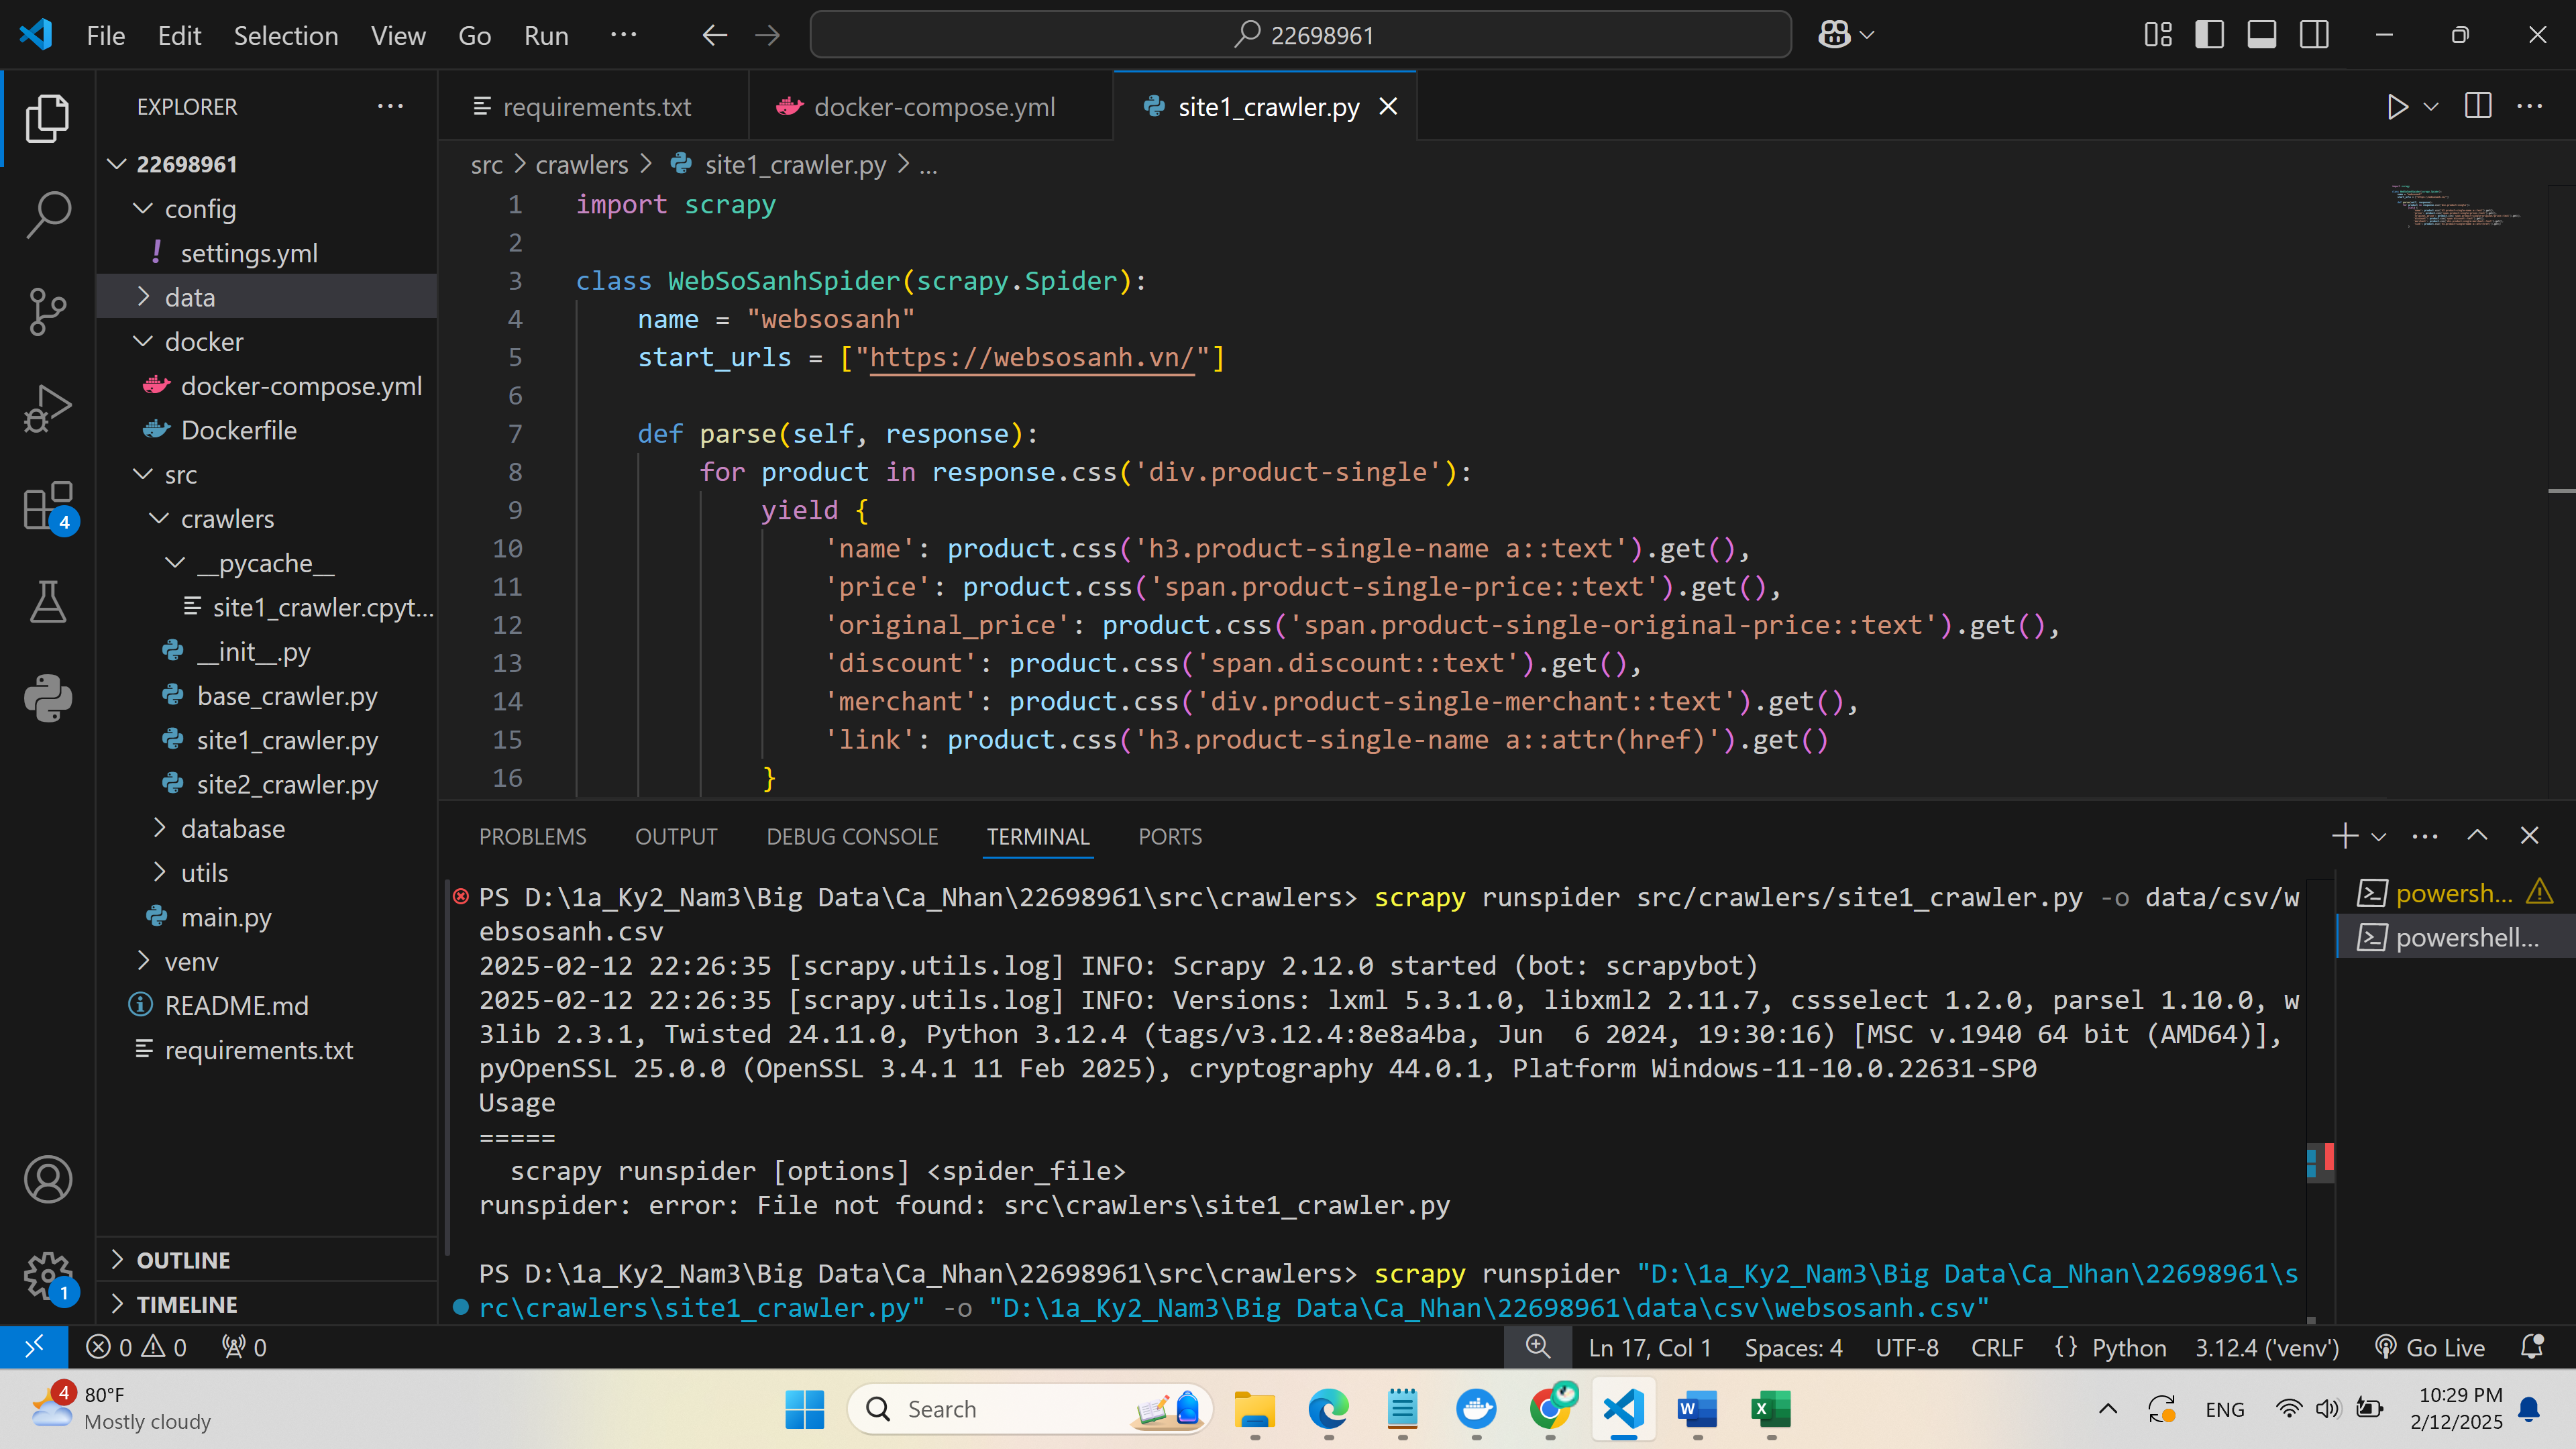 File Edit Selection View Go Run ...
22698961
EXPLORER
22698961
config
! settings.yml
data
docker
docker-compose.yml
Dockerfile
src
crawlers
__pycache__
site1_crawler.cpyt...
__init__.py
base_crawler.py
site1_crawler.py
site2_crawler.py
database
utils
main.py
venv
README.md
requirements.txt
OUTLINE
TIMELINE
4
1
requirements.txt docker-compose.yml site1_crawler.py
src > crawlers > site1_crawler.py > ...
1 import scrapy
2
3 class WebSoSanhSpider(scrapy.Spider):
4 name = "websosanh"
5 start_urls = ["https://websosanh.vn/"]
6
7 def parse(self, response):
8 for product in response.css('div.product-single'):
9 yield {
10 'name': product.css('h3.product-single-name a::text').get(),
11 'price': product.css('span.product-single-price::text').get(),
12 'original_price': product.css('span.product-single-original-price::text').get(),
13 'discount': product.css('span.discount::text').get(),
14 'merchant': product.css('div.product-single-merchant::text').get(),
15 'link': product.css('h3.product-single-name a::attr(href)').get()
16 }
PROBLEMS OUTPUT DEBUG CONSOLE TERMINAL PORTS
PS D:\1a_Ky2_Nam3\Big Data\Ca_Nhan\22698961\src\crawlers> scrapy runspider src/crawlers/site1_crawler.py -o data/csv/w
ebsosanh.csv
2025-02-12 22:26:35 [scrapy.utils.log] INFO: Scrapy 2.12.0 started (bot: scrapybot)
2025-02-12 22:26:35 [scrapy.utils.log] INFO: Versions: lxml 5.3.1.0, libxml2 2.11.7, cssselect 1.2.0, parsel 1.10.0, w
3lib 2.3.1, Twisted 24.11.0, Python 3.12.4 (tags/v3.12.4:8e8a4ba, Jun  6 2024, 19:30:16) [MSC v.1940 64 bit (AMD64)],
pyOpenSSL 25.0.0 (OpenSSL 3.4.1 11 Feb 2025), cryptography 44.0.1, Platform Windows-11-10.0.22631-SP0
Usage
=====
scrapy runspider [options] <spider_file>
runspider: error: File not found: src\crawlers\site1_crawler.py
PS D:\1a_Ky2_Nam3\Big Data\Ca_Nhan\22698961\src\crawlers> scrapy runspider "D:\1a_Ky2_Nam3\Big Data\Ca_Nhan\22698961\s
rc\crawlers\site1_crawler.py" -o "D:\1a_Ky2_Nam3\Big Data\Ca_Nhan\22698961\data\csv\websosanh.csv"
powersh...
powershell...
0 0 0 Ln 17, Col 1 Spaces: 4 UTF-8 CRLF {} Python 3.12.4 ('venv') Go Live
4 80°F
Mostly cloudy
Search
ENG
10:29 PM
2/12/2025